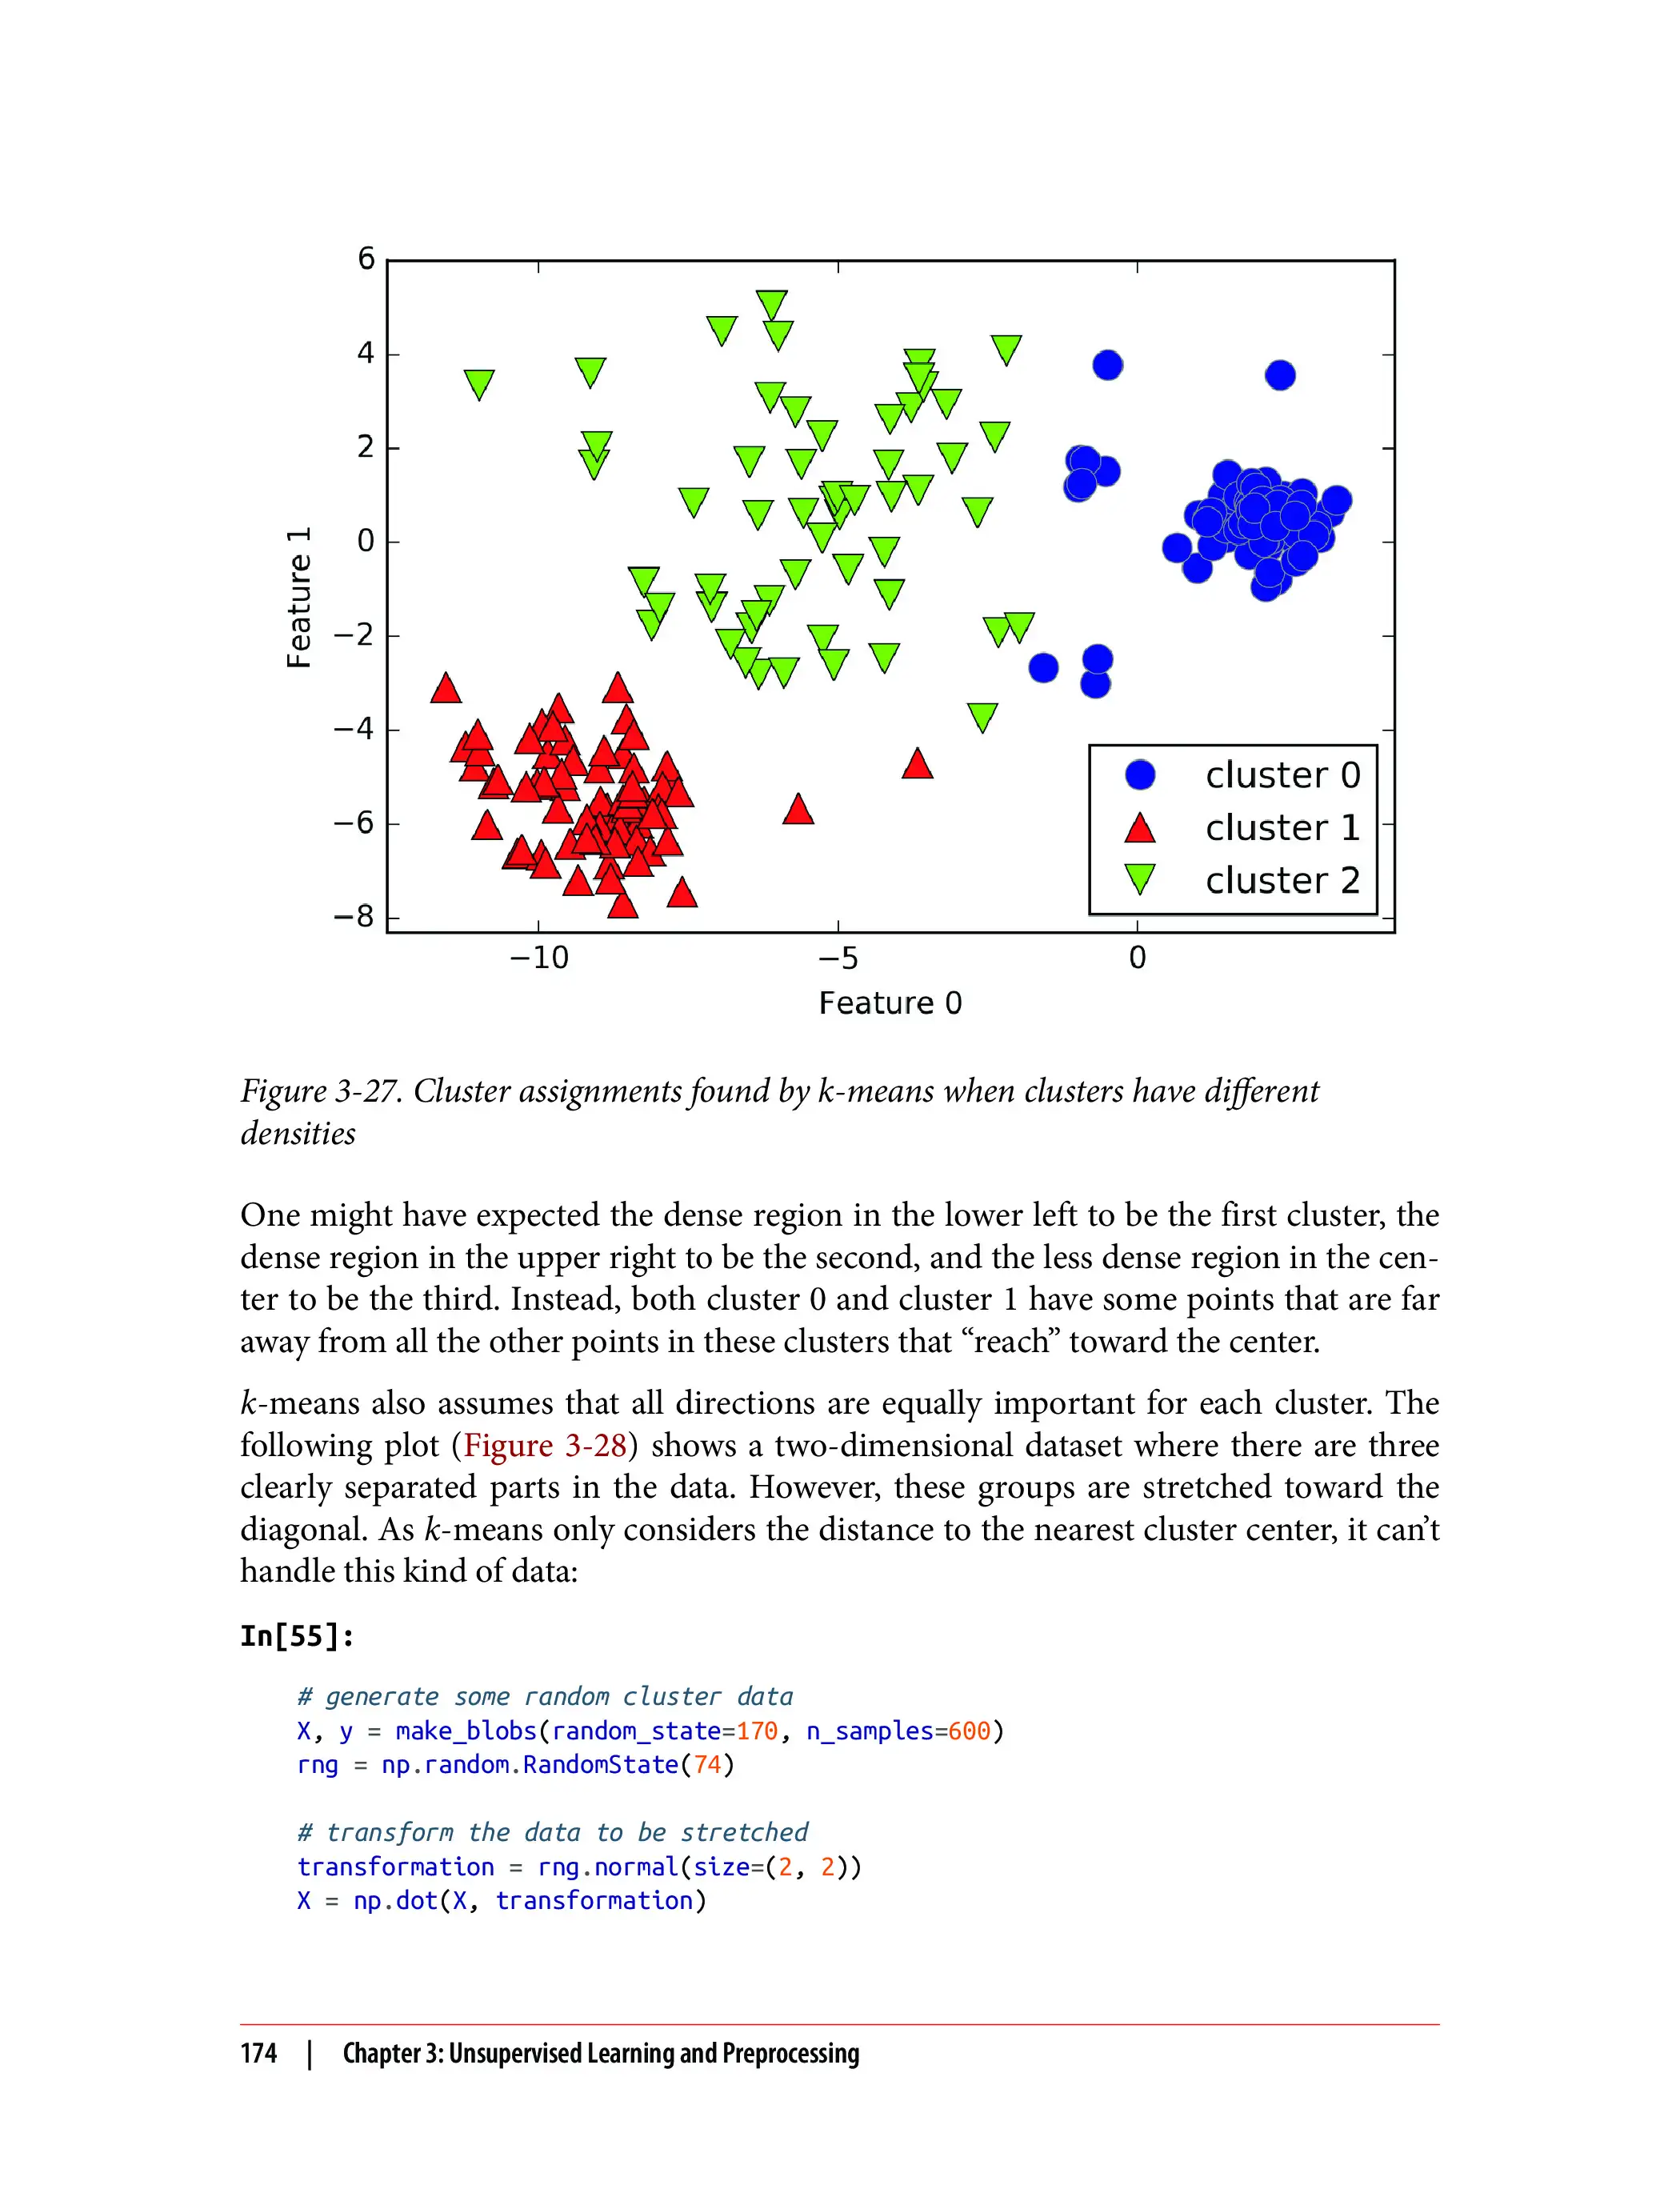 6
4
2
0
−2
−4
−6
−8
Feature 1
cluster 0
cluster 1
cluster 2
−10 −5 0
Feature 0
Figure 3-27. Cluster assignments found by k-means when clusters have different
densities
One might have expected the dense region in the lower left to be the first cluster, the
dense region in the upper right to be the second, and the less dense region in the cen-
ter to be the third. Instead, both cluster 0 and cluster 1 have some points that are far
away from all the other points in these clusters that “reach” toward the center.
k-means also assumes that all directions are equally important for each cluster. The
following plot (Figure 3-28) shows a two-dimensional dataset where there are three
clearly separated parts in the data. However, these groups are stretched toward the
diagonal. As k-means only considers the distance to the nearest cluster center, it can’t
handle this kind of data:
In[55]:
# generate some random cluster data
X, y = make_blobs(random_state=170, n_samples=600)
rng = np.random.RandomState(74)
# transform the data to be stretched
transformation = rng.normal(size=(2, 2))
X = np.dot(X, transformation)
174 | Chapter 3: Unsupervised Learning and Preprocessing